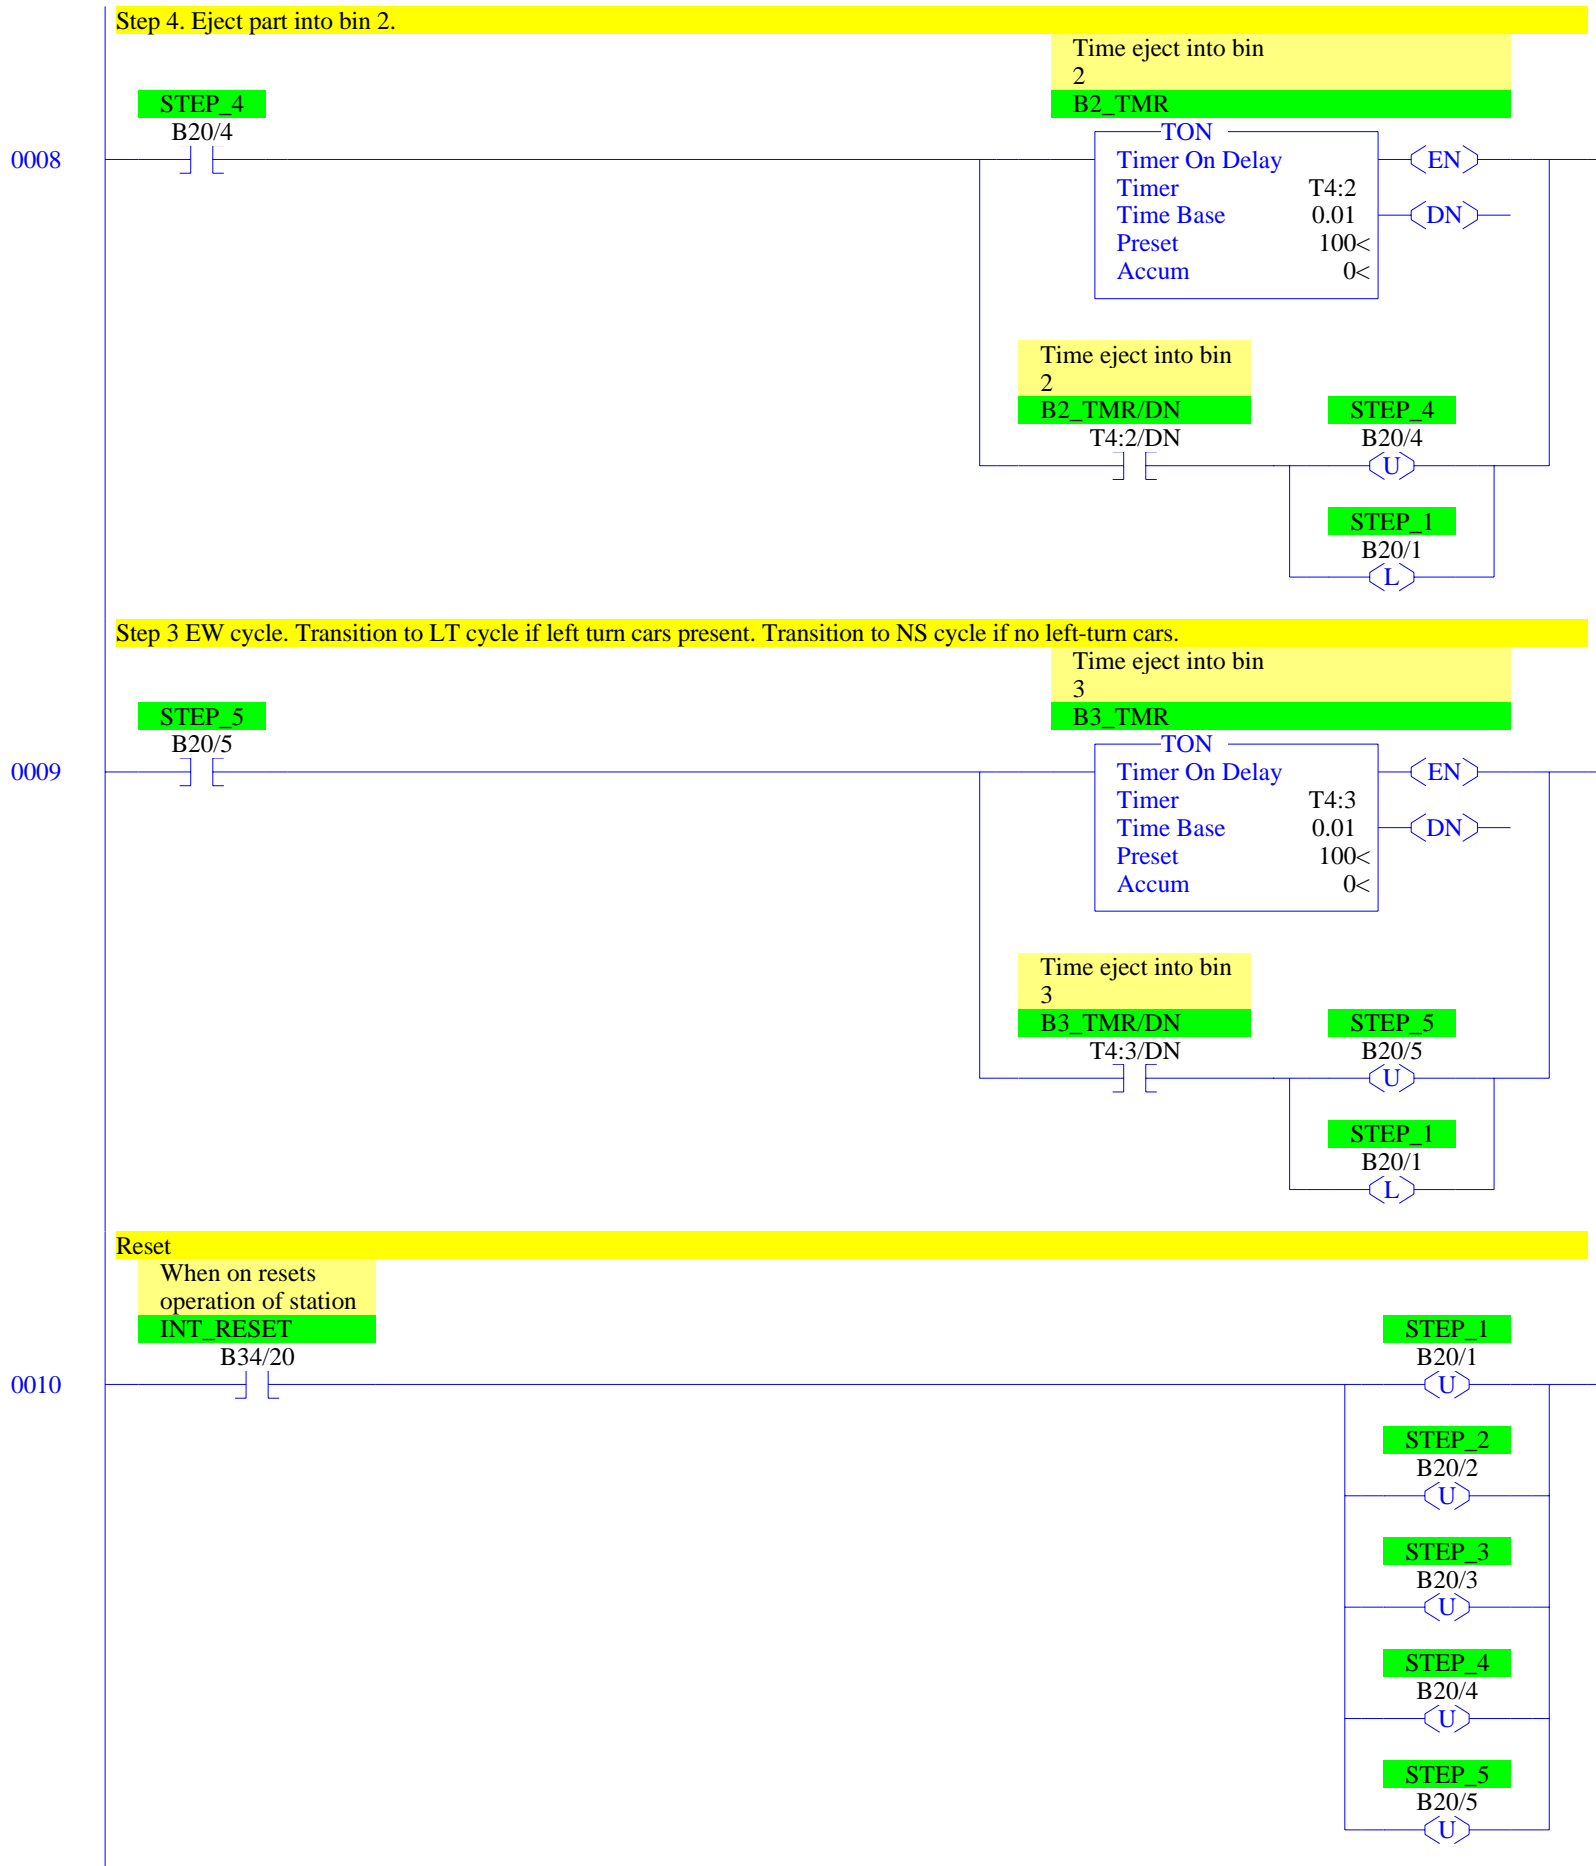 Step 4. Eject part into bin 2.
Time eject into bin
2
B2_TMR
STEP_4
B20/4
TON
0008
Timer On Delay
EN
Timer T4:2
Time Base 0.01
DN
Preset 100<
Accum 0<
Time eject into bin
2
B2_TMR/DN
STEP_4
T4:2/DN
B20/4
U
STEP_1
B20/1
L
Step 3 EW cycle. Transition to LT cycle if left turn cars present. Transition to NS cycle if no left-turn cars.
Time eject into bin
3
B3_TMR
STEP_5
B20/5
TON
0009
Timer On Delay
EN
Timer T4:3
Time Base 0.01
DN
Preset 100<
Accum 0<
Time eject into bin
3
B3_TMR/DN
STEP_5
T4:3/DN
B20/5
U
STEP_1
B20/1
L
Reset
When on resets
operation of station
INT_RESET
STEP_1
B34/20
B20/1
0010
U
STEP_2
B20/2
U
STEP_3
B20/3
U
STEP_4
B20/4
U
STEP_5
B20/5
U